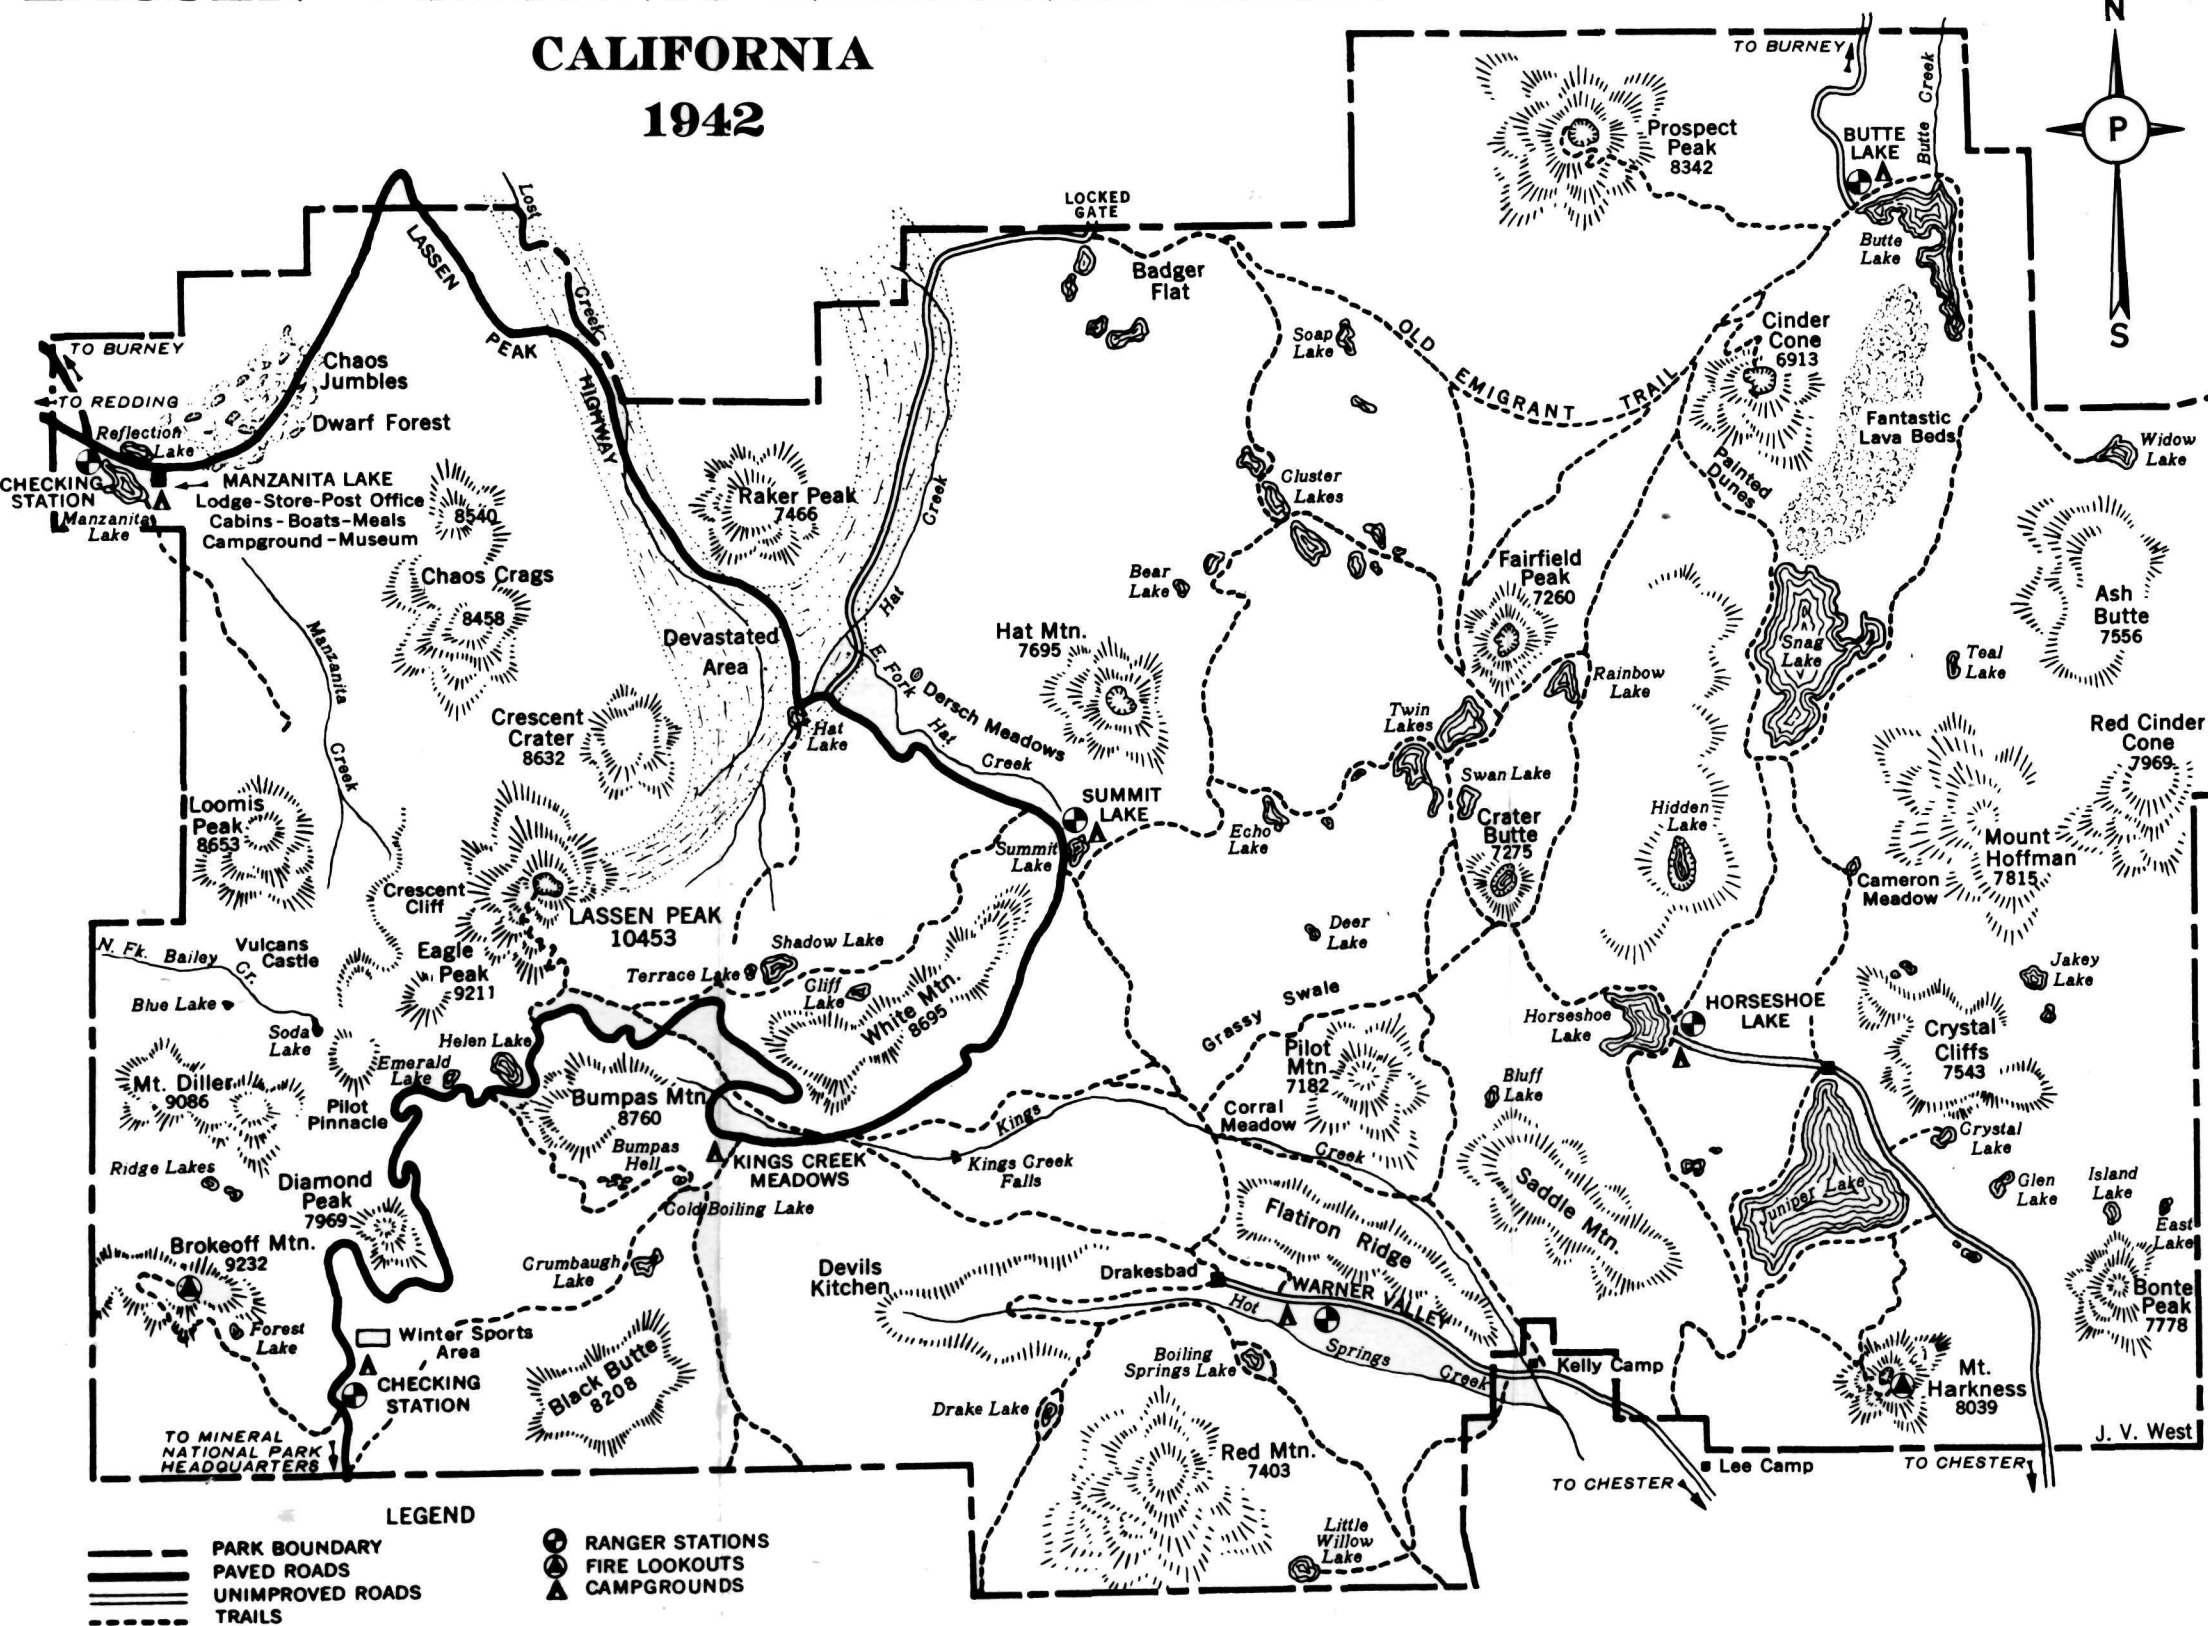 CALIFORNIA
1942
N
P
S
TO BURNEY
Butte Creek
BUTTE
LAKE
Butte
Lake
Prospect
Peak
8342
LOCKED
GATE
Badger
Flat
Lost
Creek
LASSEN
PEAK
HIGHWAY
TO BURNEY
TO REDDING
Chaos
Jumbles
Dwarf Forest
Reflection
Lake
CHECKING
STATION
Manzanita
Lake
MANZANITA LAKE
Lodge-Store-Post Office
Cabins-Boats-Meals
Campground-Museum
8540
Chaos Crags
8458
Raker Peak
7466
Creek
Hat
Devastated
Area
Soap
Lake
OLD
EMIGRANT
TRAIL
Cinder
Cone
6913
Fantastic
Lava Beds
Painted
Dunes
Widow
Lake
Cluster
Lakes
Bear
Lake
Fairfield
Peak
7260
Ash
Butte
7556
Snag
Lake
Teal
Lake
Rainbow
Lake
Hat Mtn.
7695
E Fork
Hat
Creek
Dersch Meadows
Hat
Lake
Manzanita
Creek
Crescent
Crater
8632
Loomis
Peak
8653
Twin
Lakes
Swan Lake
Crater
Butte
7275
Hidden
Lake
Red Cinder
Cone
7969
Mount
Hoffman
7815
Cameron
Meadow
SUMMIT
LAKE
Summit
Lake
Echo
Lake
Crescent
Cliff
LASSEN PEAK
10453
Eagle
Peak
9211
Vulcans
Castle
N. Fk. Bailey Cr.
Blue Lake
Soda
Lake
Shadow Lake
Terrace Lake
Cliff
Lake
White Mtn.
8695
Deer
Lake
Grassy Swale
Horseshoe
Lake
HORSESHOE
LAKE
Jakey
Lake
Crystal
Cliffs
7543
Helen Lake
Emerald
Lake
Mt. Diller
9086
Pilot
Pinnacle
Bumpas Mtn.
8760
Bumpas
Hell
Pilot
Mtn.
7182
Bluff
Lake
Corral
Meadow
Kings
Creek
Kings Creek
Falls
KINGS CREEK
MEADOWS
Cold Boiling Lake
Crystal
Lake
Glen
Lake
Island
Lake
East
Lake
Juniper Lake
Ridge Lakes
Diamond
Peak
7969
Brokeoff Mtn.
9232
Forest
Lake
Crumbaugh
Lake
Devils
Kitchen
Drakesbad
Flatiron Ridge
Saddle Mtn.
WARNER VALLEY
Hot
Springs
Creek
Bonte
Peak
7778
Winter Sports
Area
CHECKING
STATION
Black Butte
8208
Boiling
Springs Lake
Drake Lake
Kelly Camp
Mt.
Harkness
8039
TO MINERAL
NATIONAL PARK
HEADQUARTERS
Red Mtn.
7403
Little
Willow
Lake
TO CHESTER
Lee Camp
TO CHESTER
J. V. West
LEGEND
PARK BOUNDARY
PAVED ROADS
UNIMPROVED ROADS
TRAILS
RANGER STATIONS
FIRE LOOKOUTS
CAMPGROUNDS